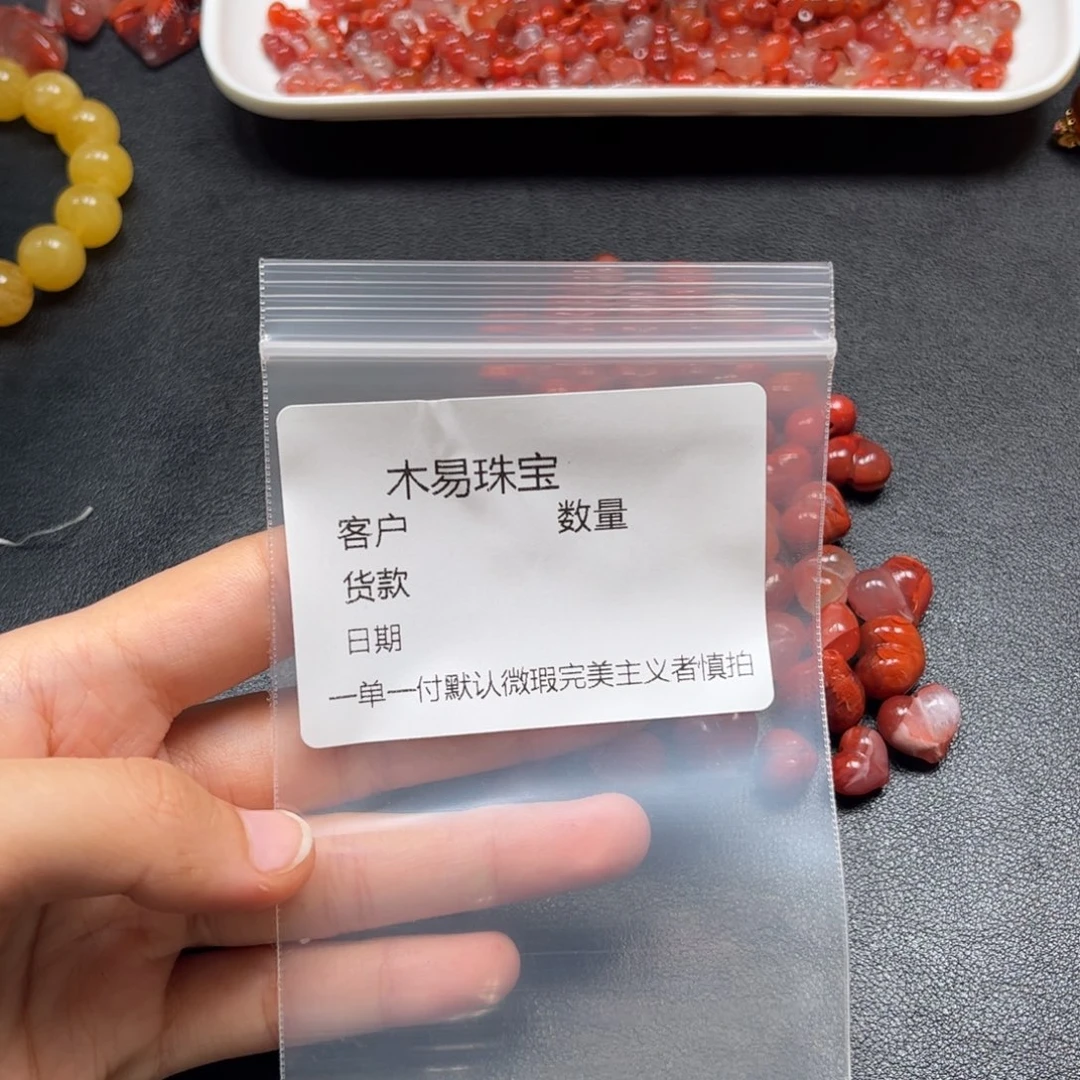 木易珠宝
客户 数量
货款
日期
一单一付默认微瑕完美主义者慎拍